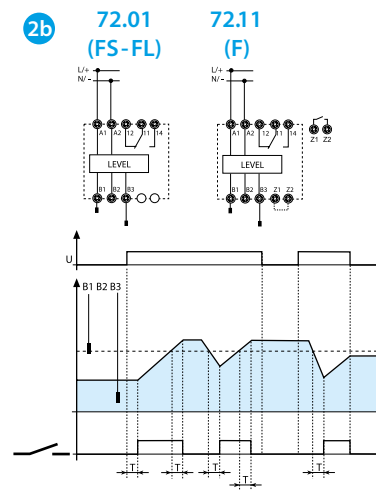 2b
72.01
(FS-FL)
72.11
(F)
L/+
N/-
A1 A2 12 11 14
LEVEL
B1 B2 B3
L/+
N/-
A1 A2 12 11 14
LEVEL
B1 B2 B3 Z1 Z2
Z1 Z2
U
B1 B2 B3
T T T T T